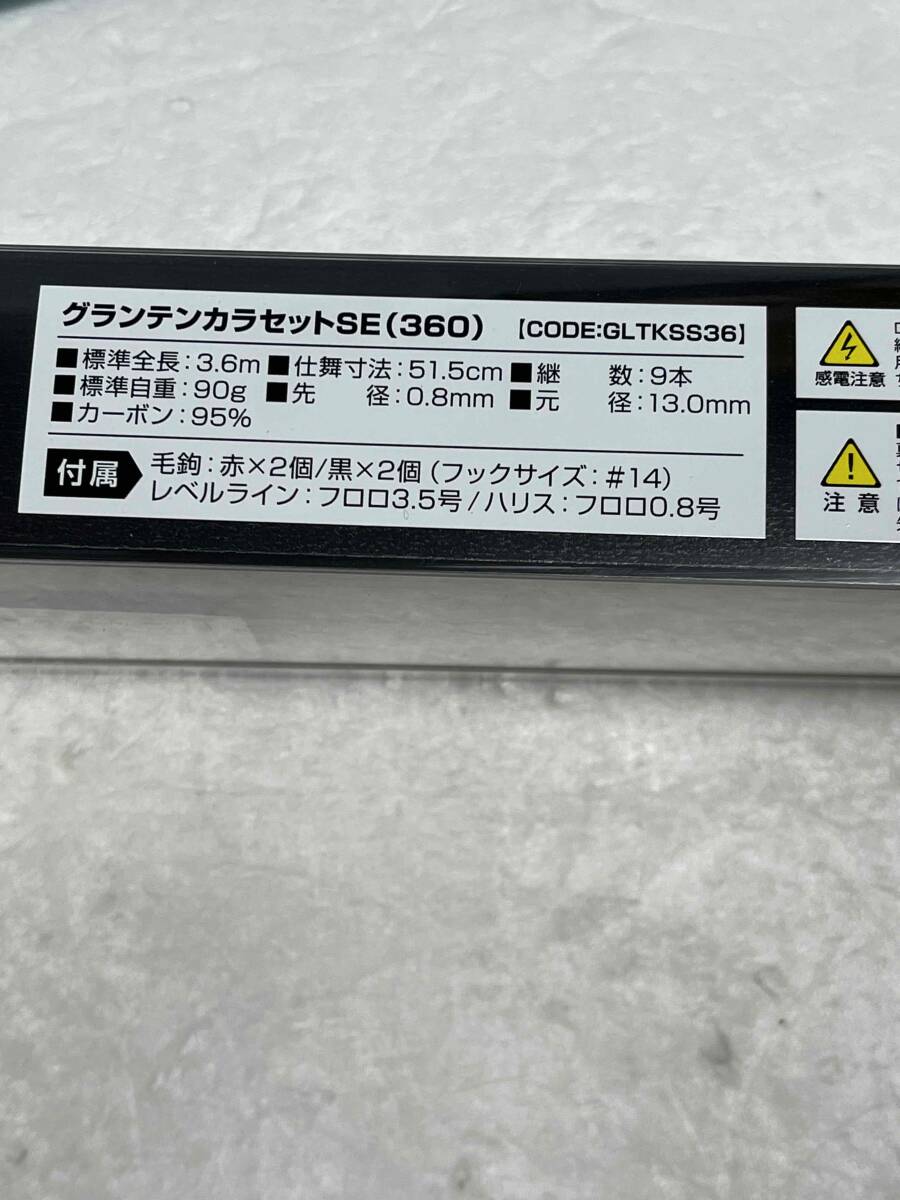 グランテンカラセットSE(360) 【CODE:GLTKSS36】
■標準全長:3.6m ■仕舞寸法:51.5cm ■継 数:9本
■標準自重:90g ■先 径:0.8mm ■元 径:13.0mm
■カーボン:95%
付属
毛鉤:赤×2個/黒×2個(フックサイズ:#14)
レベルライン:フロロ3.5号/ハリス:フロロ0.8号
感電注意
注意